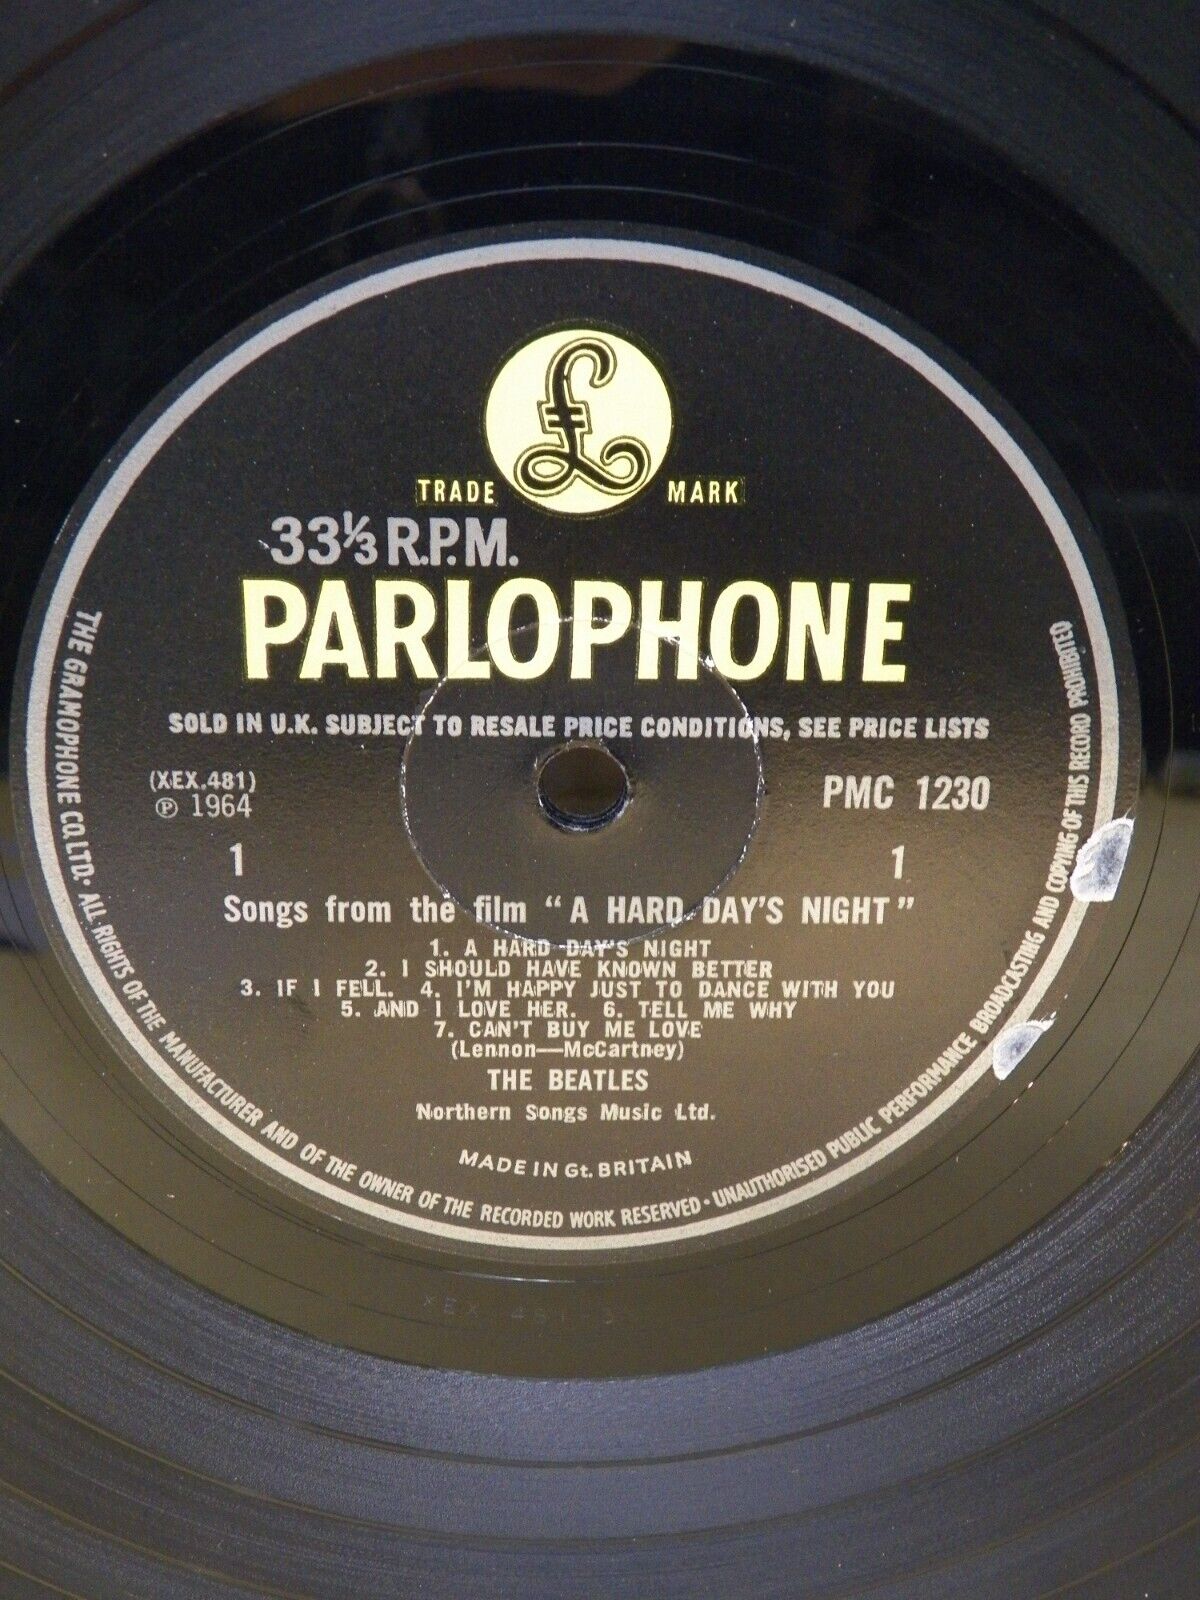 £
TRADE MARK
33⅓ R.P.M.
PARLOPHONE
SOLD IN U.K. SUBJECT TO RESALE PRICE CONDITIONS, SEE PRICE LISTS
(XEX.481)
℗ 1964
PMC 1230
1 1
Songs from the film “A HARD DAY'S NIGHT”
1. A HARD DAY'S NIGHT
2. I SHOULD HAVE KNOWN BETTER
3. IF I FELL. 4. I'M HAPPY JUST TO DANCE WITH YOU
5. AND I LOVE HER. 6. TELL ME WHY
7. CAN'T BUY ME LOVE
(Lennon—McCartney)
THE BEATLES
Northern Songs Music Ltd.
MADE IN Gt. BRITAIN
THE GRAMOPHONE CO. LTD. · ALL RIGHTS OF THE MANUFACTURER AND OF THE OWNER OF THE RECORDED WORK RESERVED · UNAUTHORISED PUBLIC PERFORMANCE BROADCASTING AND COPYING OF THIS RECORD PROHIBITED
XEX 481